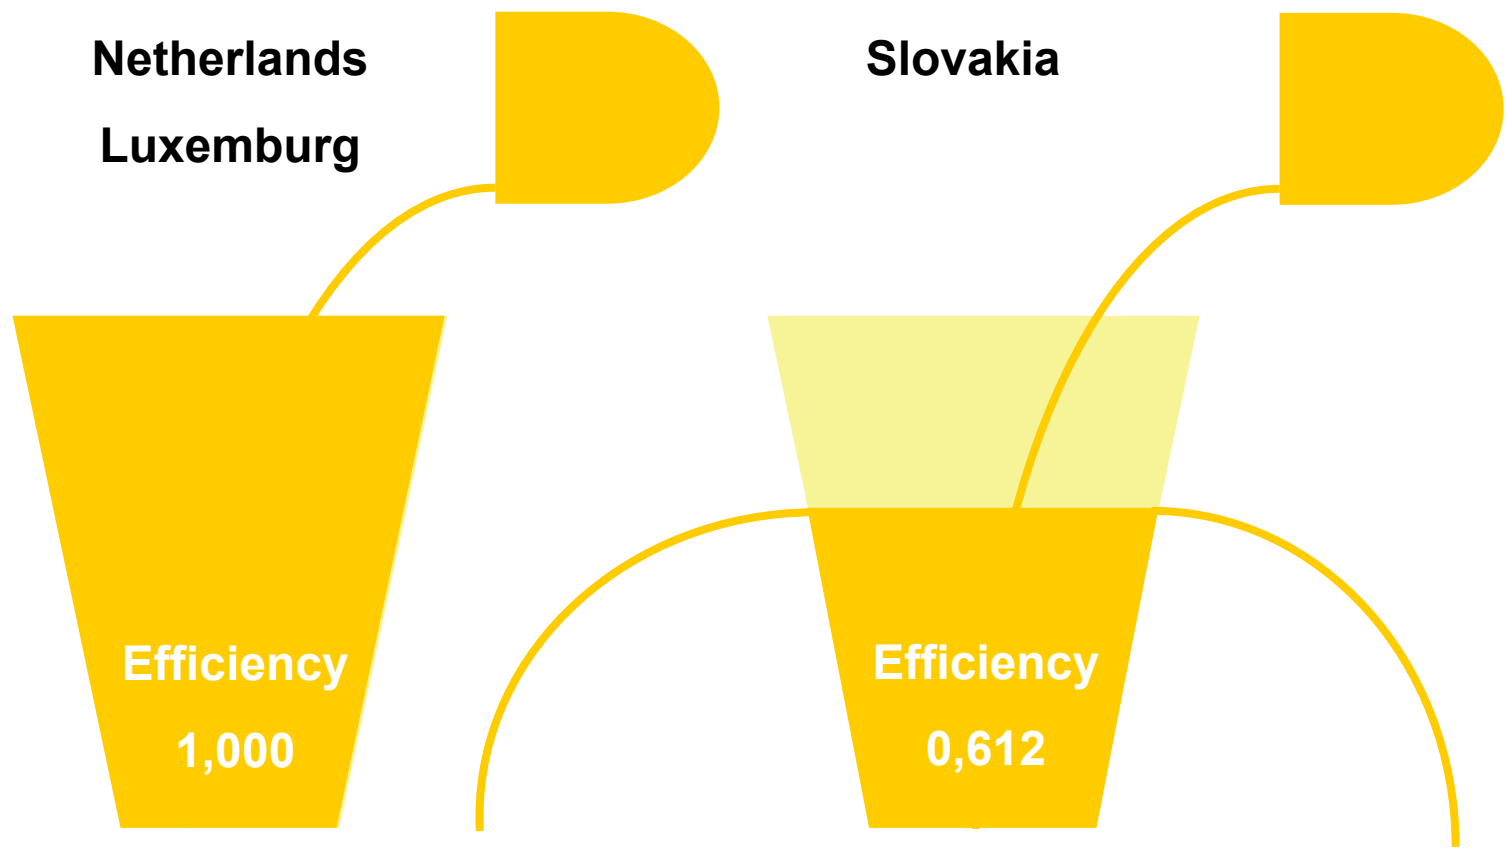 Netherlands
Luxemburg
Efficiency
1,000
Slovakia
Efficiency
0,612